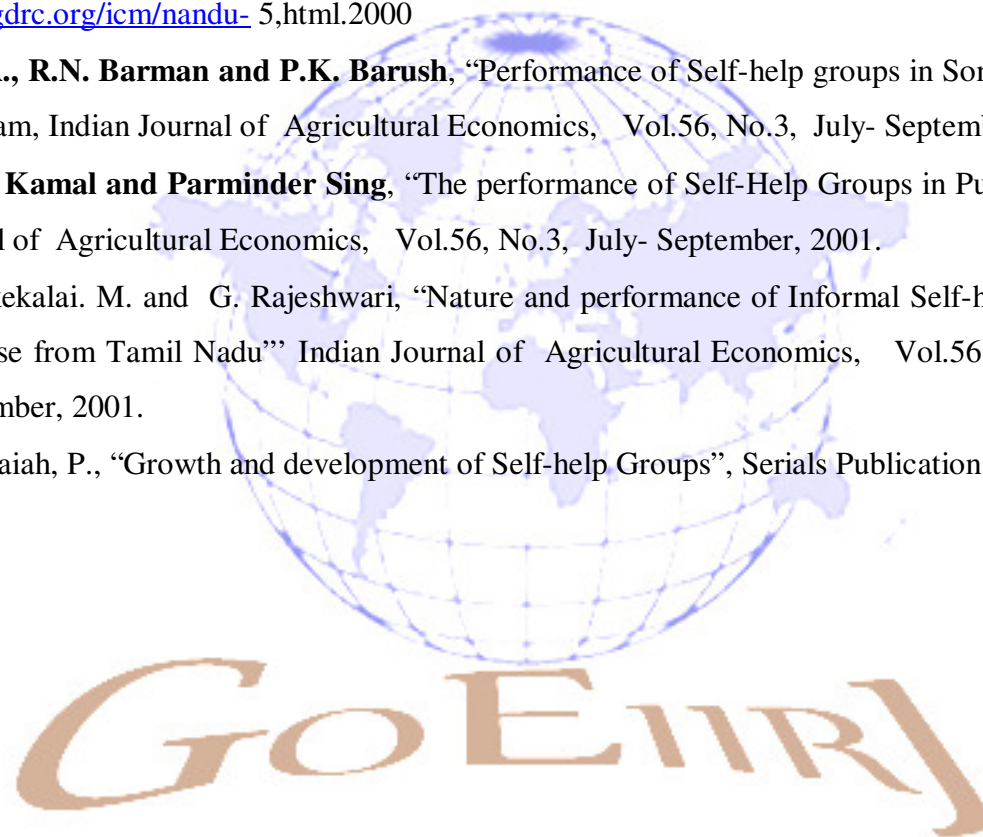 gdrc.org/icm/nandu- 5,html.2000
., R.N. Barman and P.K. Barush, “Performance of Self-help groups in Son
am, Indian Journal of Agricultural Economics, Vol.56, No.3, July- Septemb
Kamal and Parminder Sing, “The performance of Self-Help Groups in Pu
l of Agricultural Economics, Vol.56, No.3, July- September, 2001.
kekalai. M. and G. Rajeshwari, “Nature and performance of Informal Self-h
se from Tamil Nadu”’ Indian Journal of Agricultural Economics, Vol.56
mber, 2001.
aiah, P., “Growth and development of Self-help Groups”, Serials Publication
GOEIIRJ